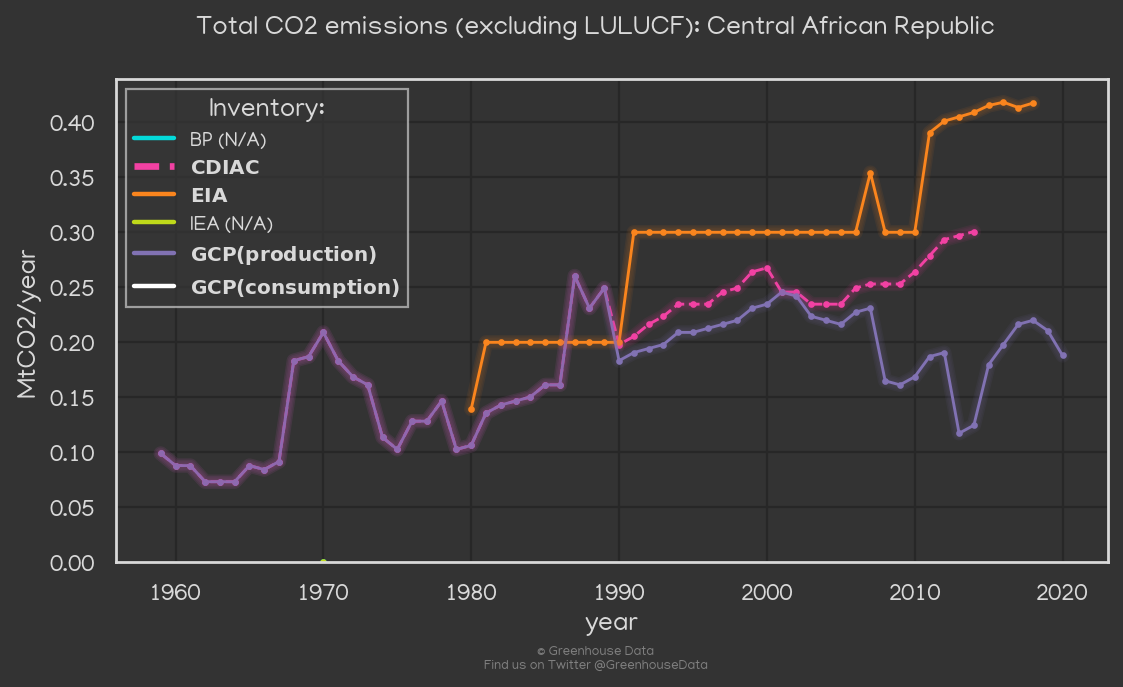 Total CO2 emissions (excluding LULUCF): Central African Republic
Inventory:
BP (N/A)
CDIAC
EIA
IEA (N/A)
GCP(production)
GCP(consumption)
MtCO2/year
0.40
0.35
0.30
0.25
0.20
0.15
0.10
0.05
0.00
1960 1970 1980 1990 2000 2010 2020
year
© Greenhouse Data
Find us on Twitter @GreenhouseData